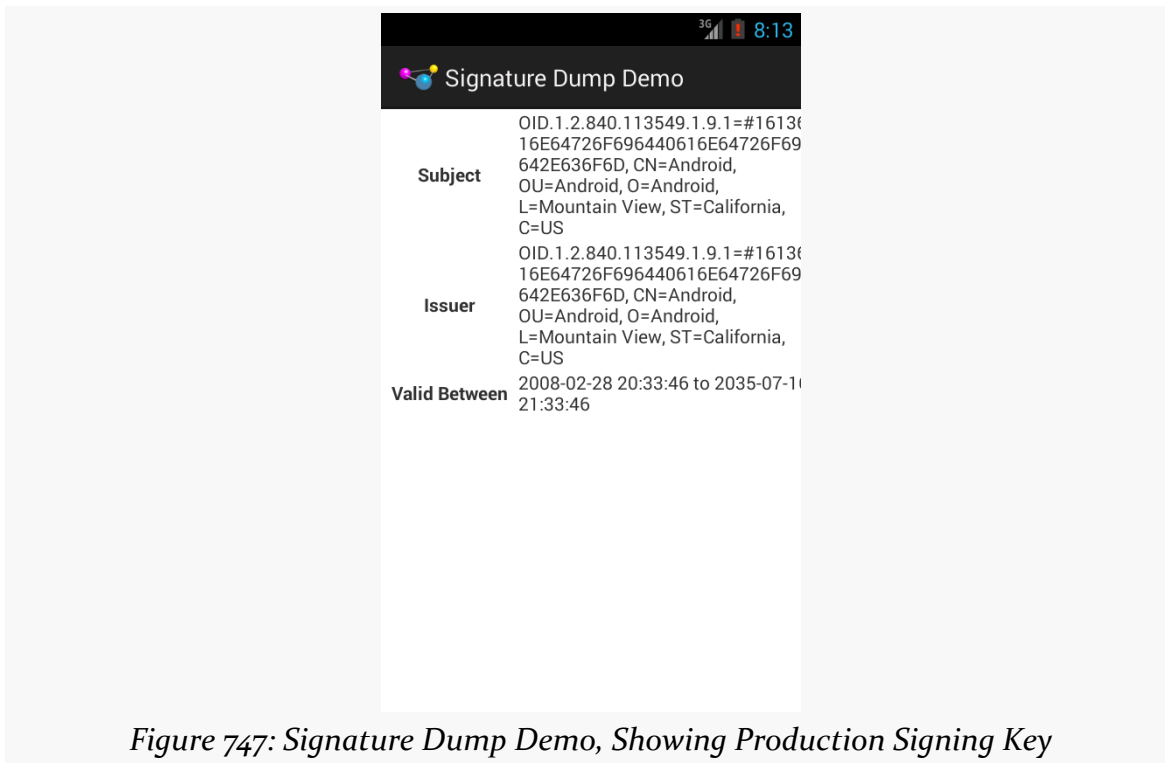 3G 8:13
Signature Dump Demo
OID.1.2.840.113549.1.9.1=#1613
16E64726F696440616E64726F69
Subject 642E636F6D, CN=Android,
OU=Android, O=Android,
L=Mountain View, ST=California,
C=US
OID.1.2.840.113549.1.9.1=#1613
16E64726F696440616E64726F69
Issuer 642E636F6D, CN=Android,
OU=Android, O=Android,
L=Mountain View, ST=California,
C=US
Valid Between 2008-02-28 20:33:46 to 2035-07-1
21:33:46
Figure 747: Signature Dump Demo, Showing Production Signing Key